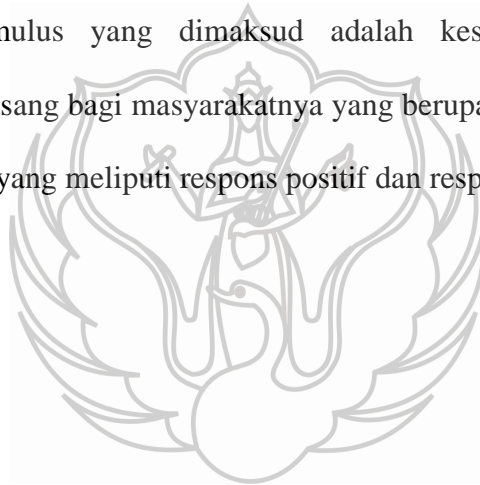 mulus yang dimaksud adalah kes
sang bagi masyarakatnya yang berupa
yang meliputi respons positif dan resp